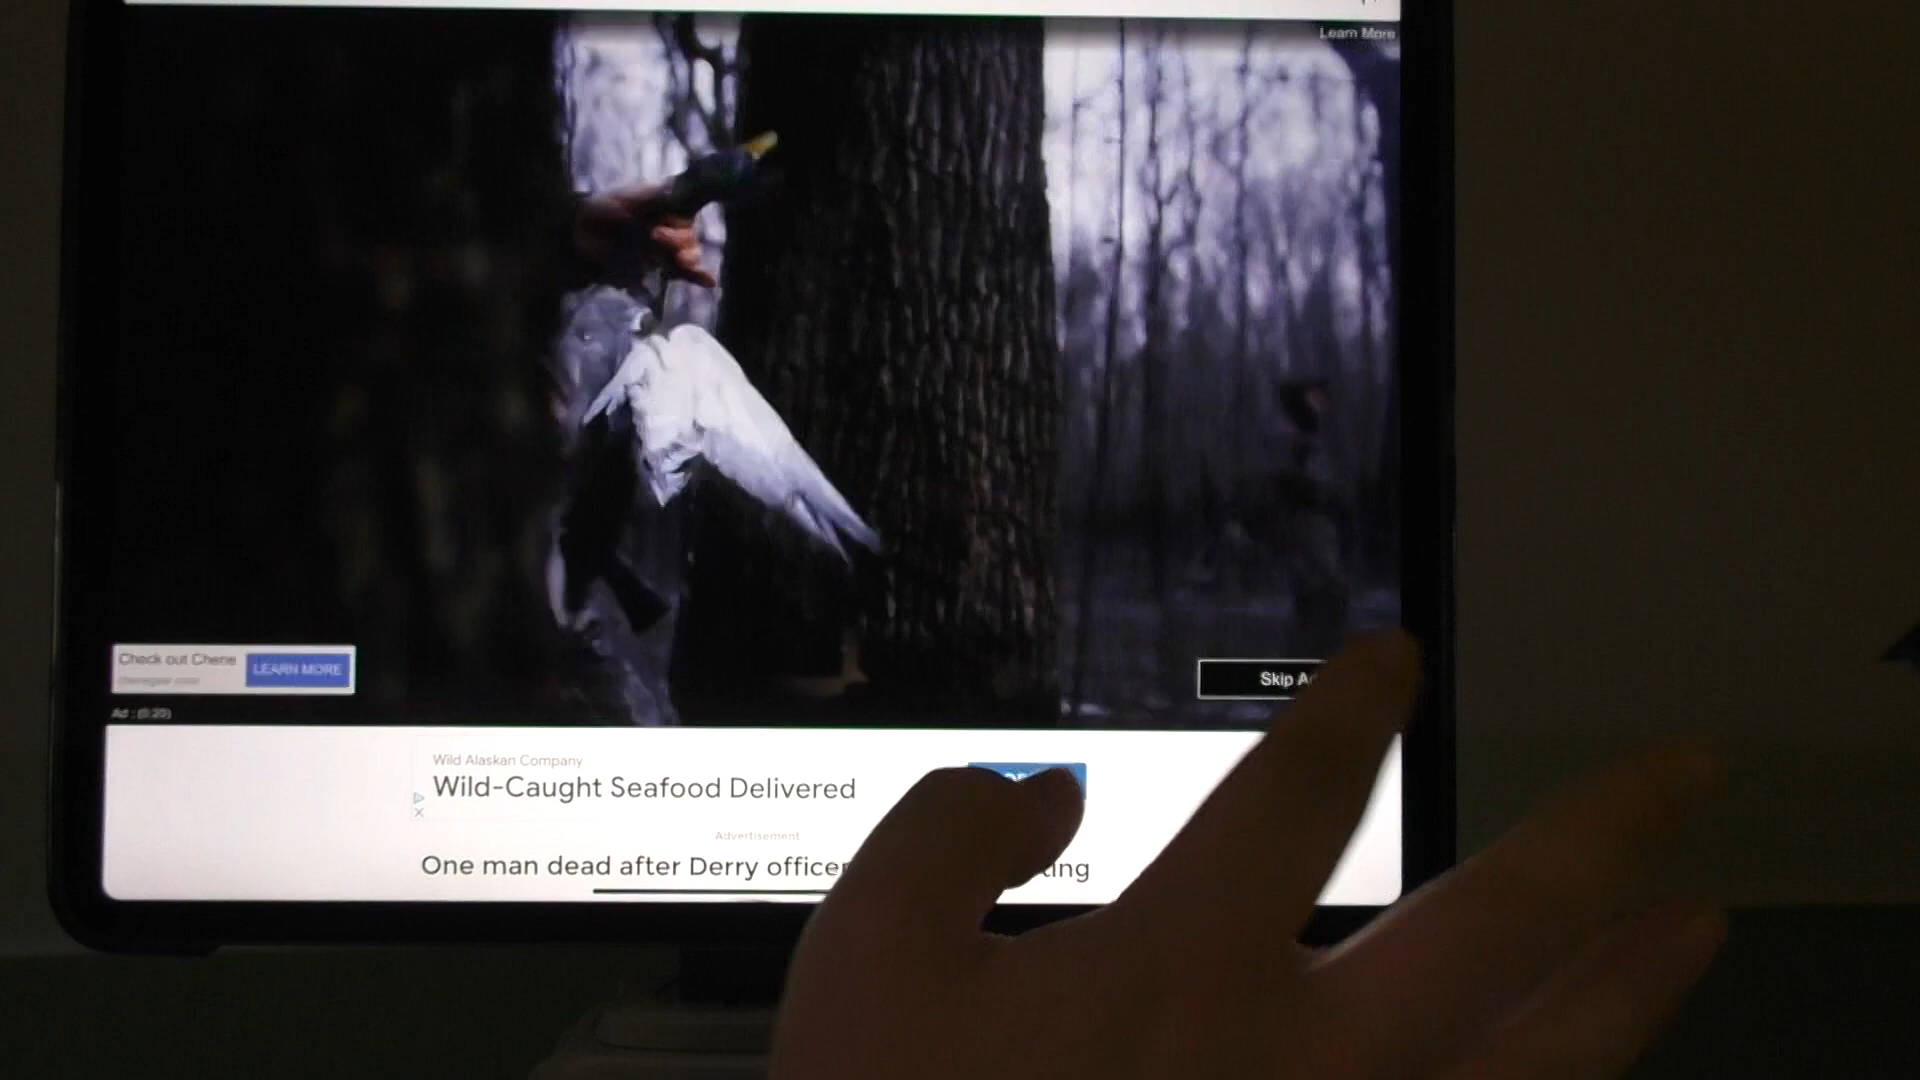 Learn More
Check out Chene
LEARN MORE
Skip A
Ad : (0:20)
Wild Alaskan Company
Wild-Caught Seafood Delivered
Advertisement
One man dead after Derry officer ting